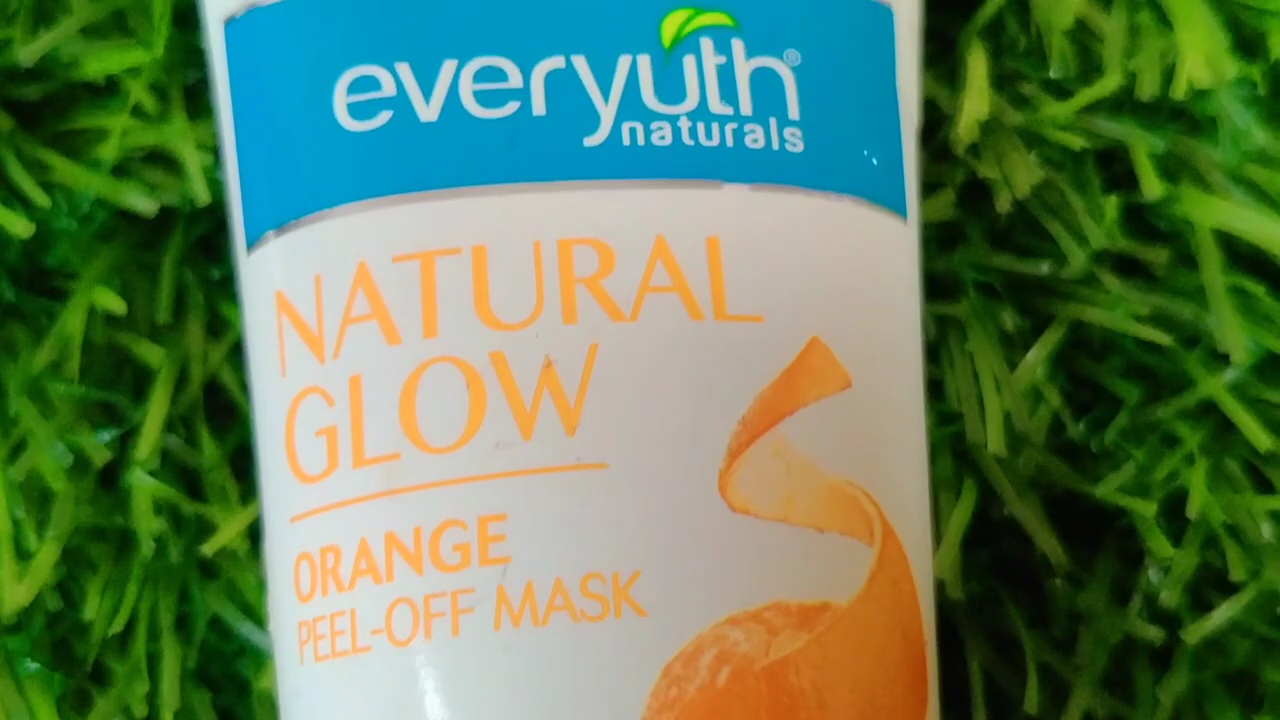 everyuth®
naturals
NATURAL
GLOW
ORANGE
PEEL-OFF MASK